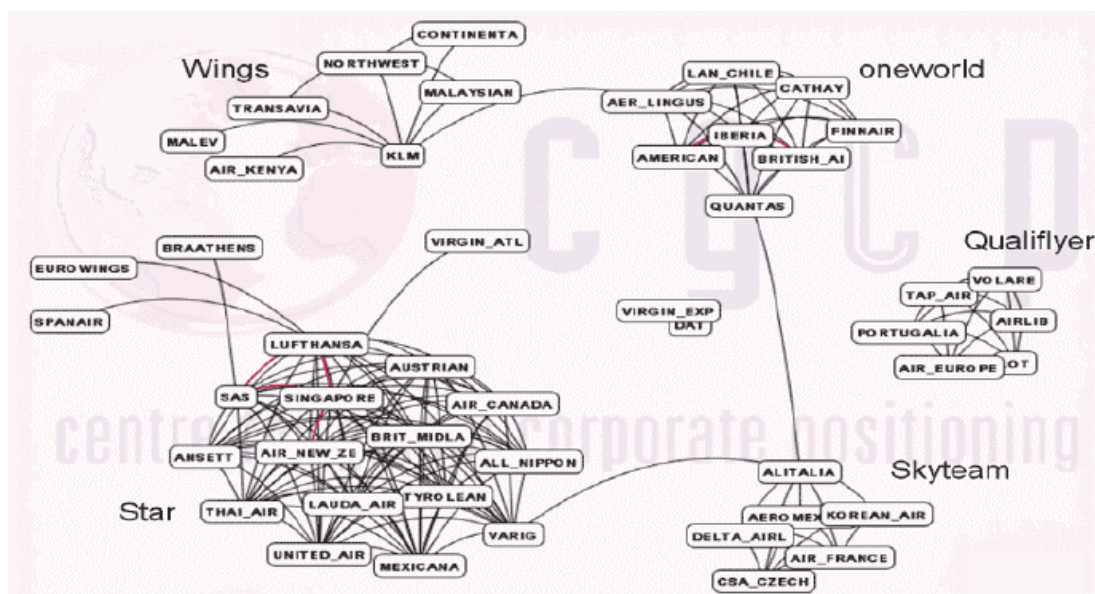 CONTINENTA
NORTHWEST
Wings
MALAYSIAN
TRANSAVIA
MALEV
KLM
AIR_KENYA
LAN_CHILE
oneworld
CATHAY
AER_LINGUS
IBERIA
FINNAIR
AMERICAN
BRITISH_AI
QUANTAS
BRAATHENS
VIRGIN_ATL
EUROWINGS
SPANAIR
Qualiflyer
VOLARE
TAP_AIR
VIRGIN_EXP
DAT
AIRLIB
PORTUGALIA
AIR_EUROPE
OT
LUFTHANSA
AUSTRIAN
SAS
SINGAPORE
AIR_CANADA
BRIT_MIDLA
ANSETT
AIR_NEW_ZE
ALL_NIPPON
Star
THAI_AIR
LAUDA_AIR
TYROLEAN
VARIG
UNITED_AIR
MEXICANA
ALITALIA
Skyteam
AEROMEX
KOREAN_AIR
DELTA_AIRL
AIR_FRANCE
CSA_CZECH
cgcp
centre
corporate positioning